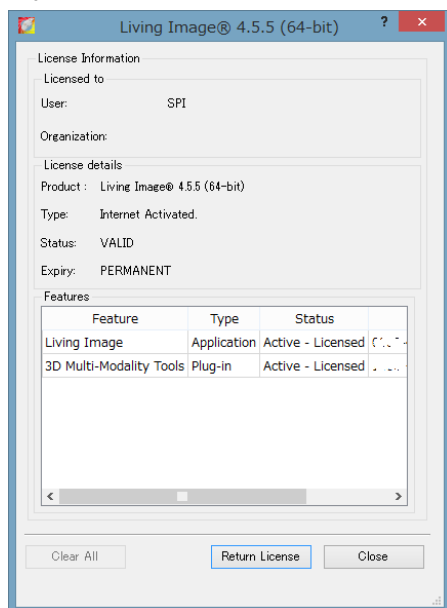 Living Image® 4.5.5 (64-bit)
?
License Information
Licensed to
User: SPI
Organization:
License details
Product : Living Image® 4.5.5 (64-bit)
Type: Internet Activated.
Status: VALID
Expiry: PERMANENT
Features
Feature Type Status
Living Image Application Active - Licensed
3D Multi-Modality Tools Plug-in Active - Licensed
Clear All Return License Close